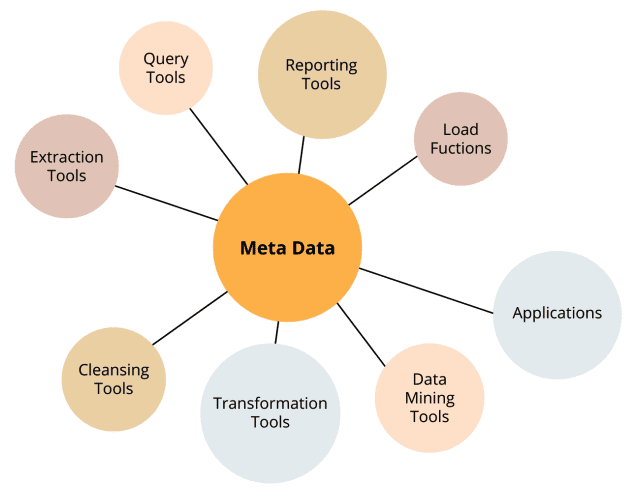 Query
Tools
Reporting
Tools
Load
Fuctions
Extraction
Tools
Meta Data
Applications
Cleansing
Tools
Transformation
Tools
Data
Mining
Tools